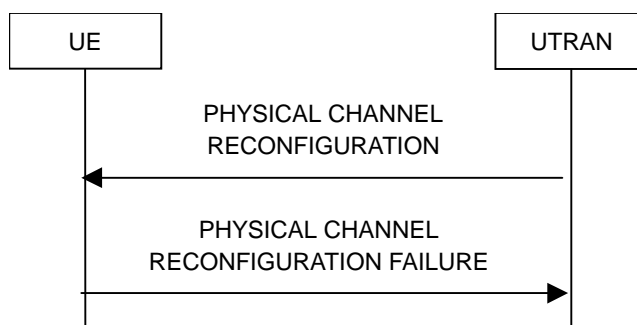 UE
UTRAN
PHYSICAL CHANNEL
RECONFIGURATION
PHYSICAL CHANNEL
RECONFIGURATION FAILURE